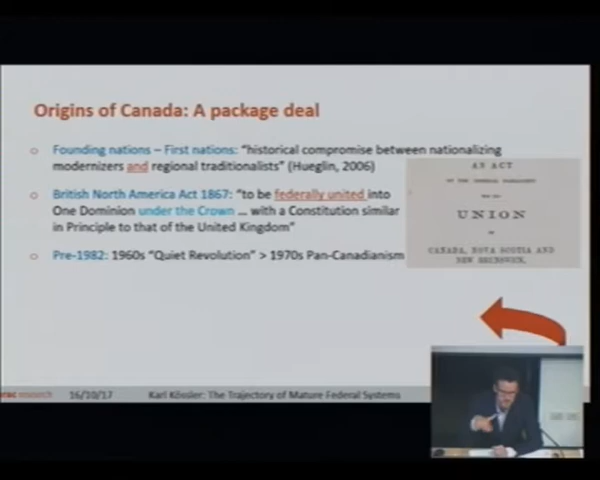 Origins of Canada: A package deal
○ Founding nations – First nations: "historical compromise between nationalizing
modernizers and regional traditionalists" (Hueglin, 2006)
○ British North America Act 1867: "to be federally united into
One Dominion under the Crown ... with a Constitution similar
in Principle to that of the United Kingdom"
○ Pre-1982: 1960s "Quiet Revolution" > 1970s Pan-Canadianism
AN ACT
UNION
OF
CANADA, NOVA SCOTIA AND
NEW BRUNSWICK.
research 16/10/17 Karl Kössler: The Trajectory of Mature Federal Systems